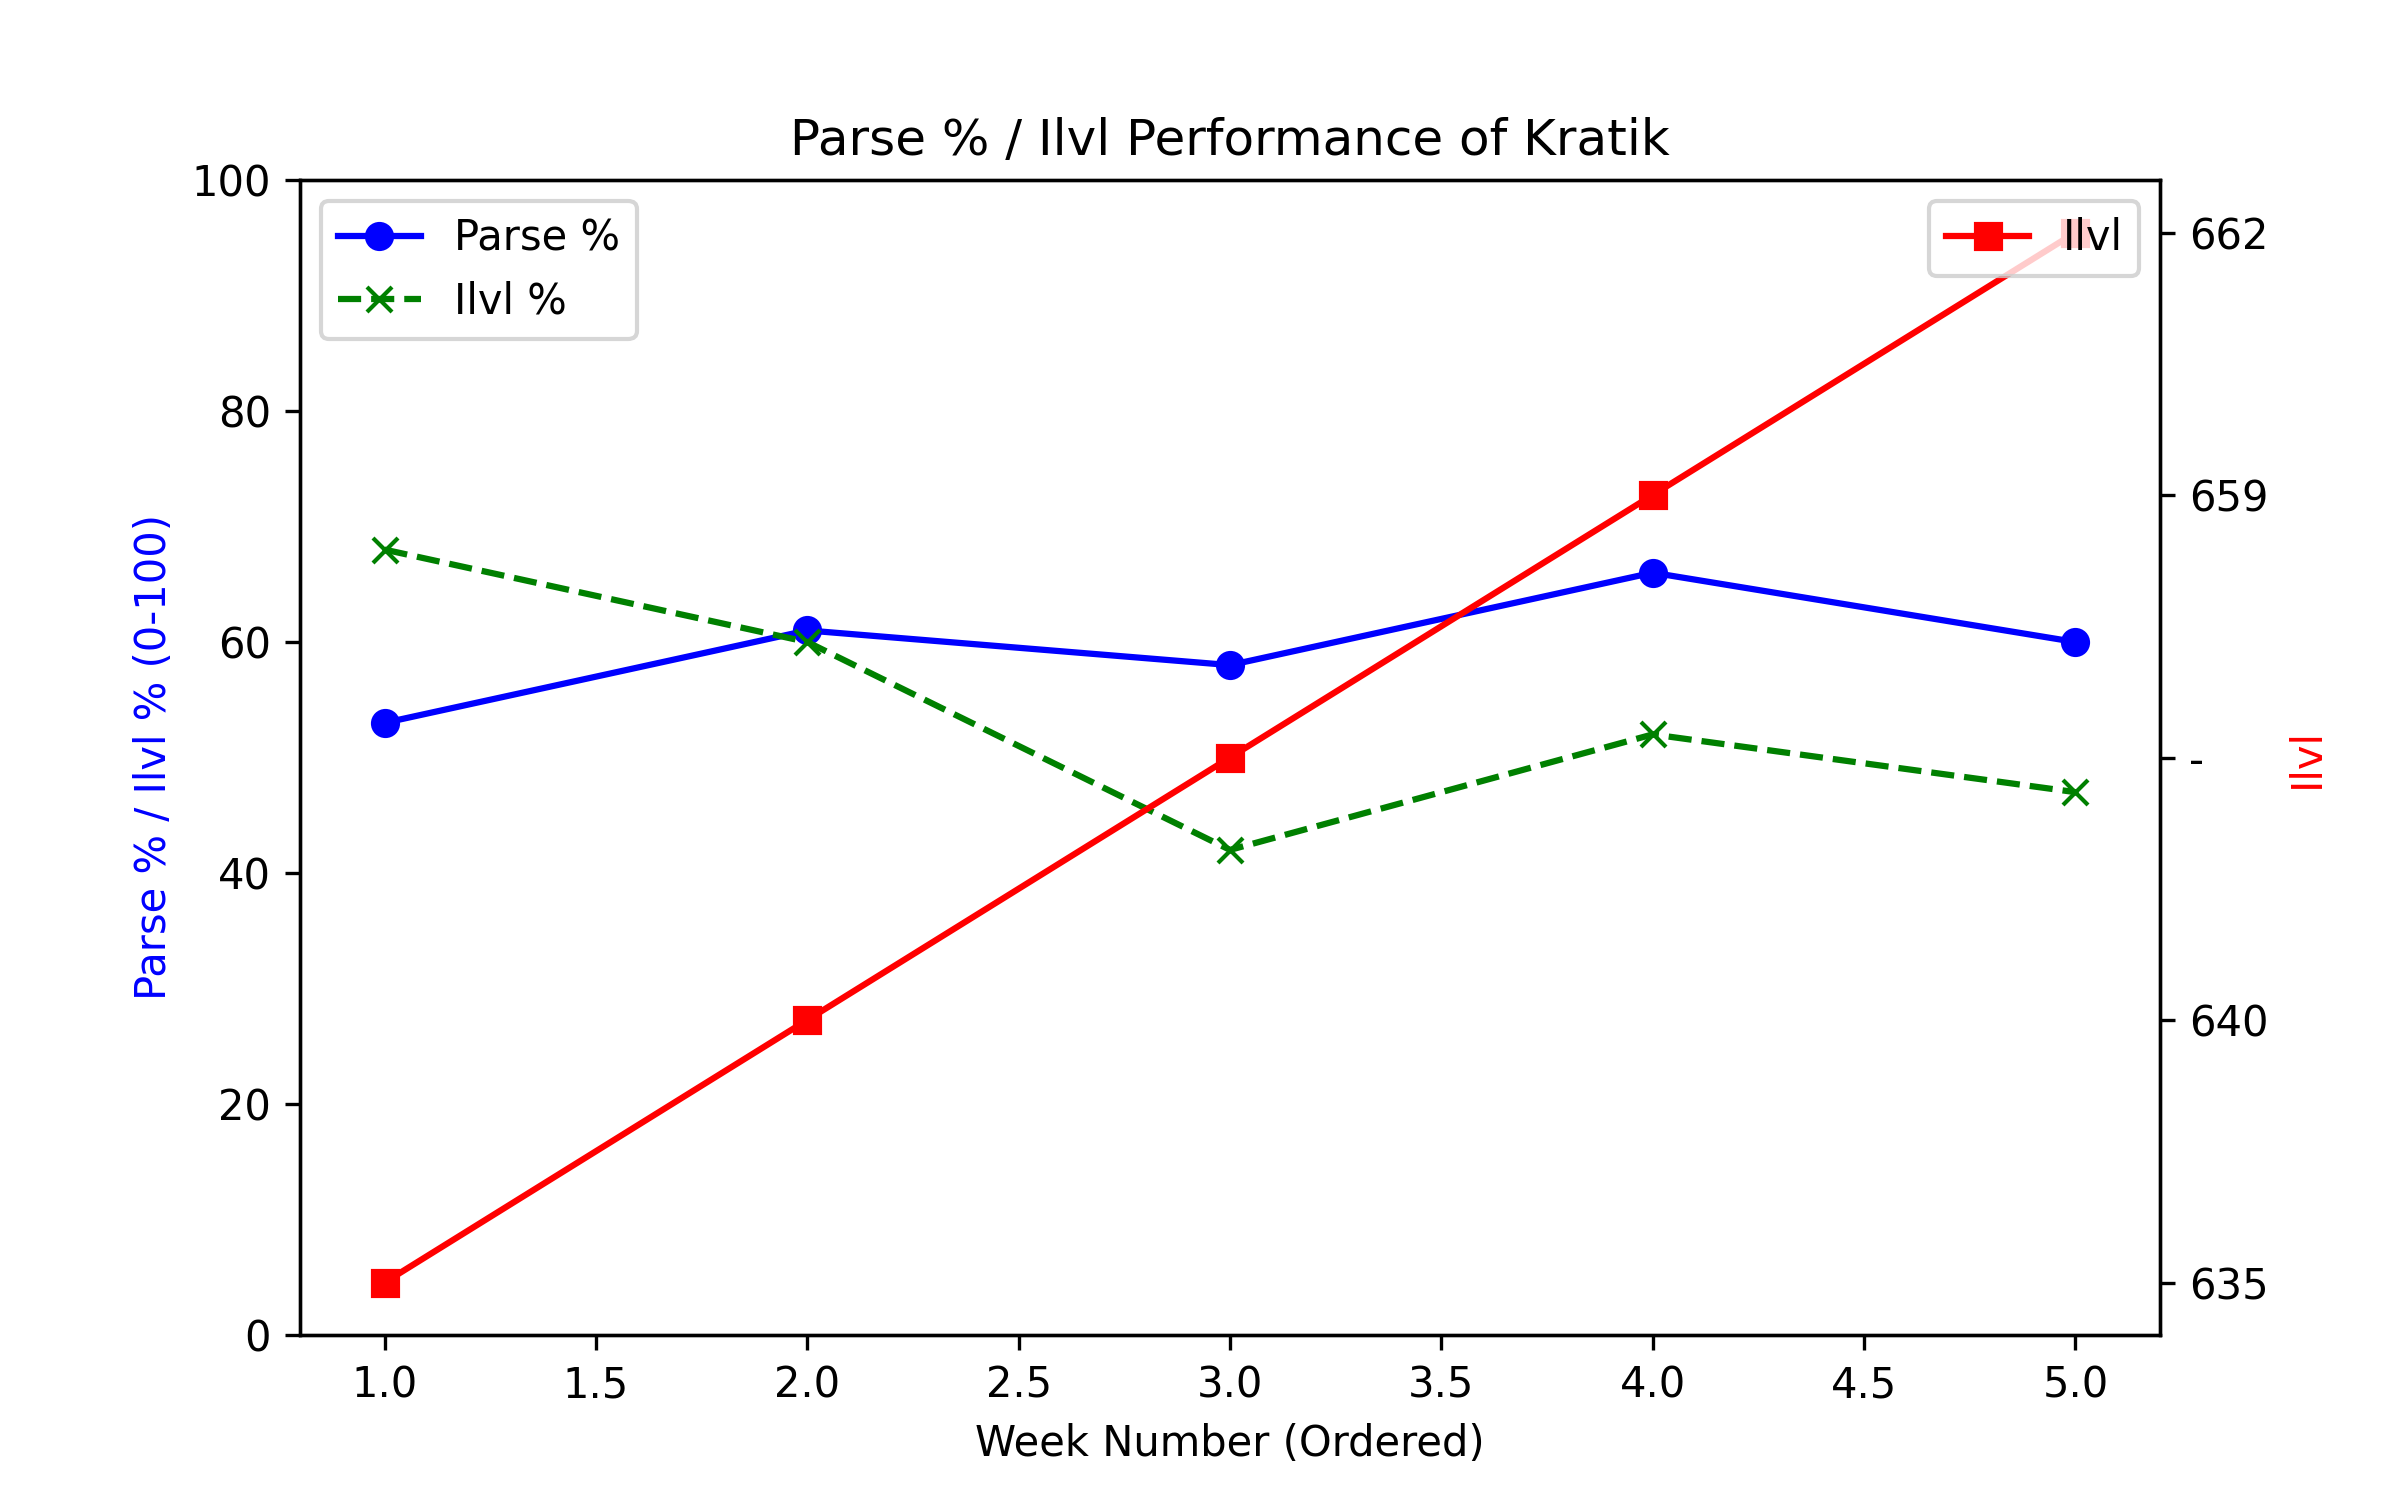 Parse % / Ilvl Performance of Kratik
Parse %
Ilvl %
Ilvl
100
80
60
40
20
0
Parse % / Ilvl % (0-100)
662
659
-
640
635
Ilvl
1.0 1.5 2.0 2.5 3.0 3.5 4.0 4.5 5.0
Week Number (Ordered)